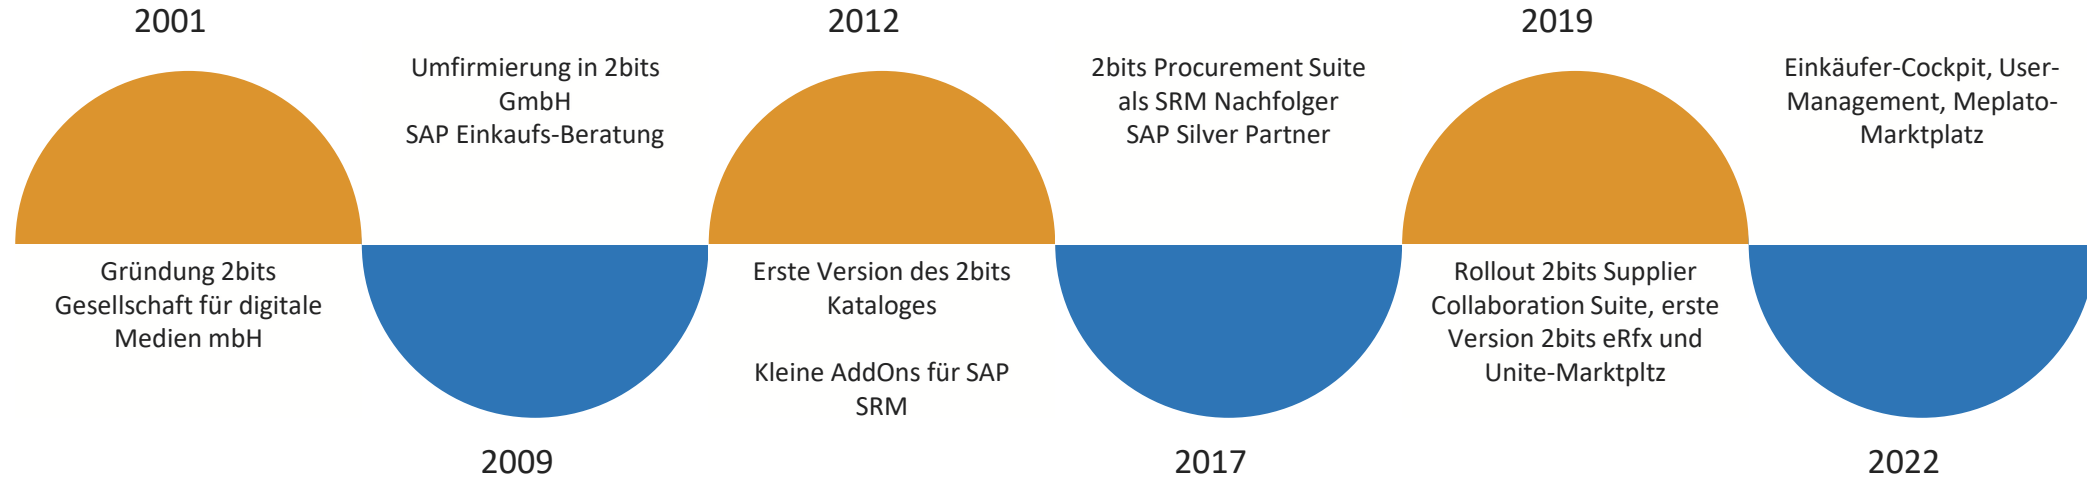 2001
Gründung 2bits
Gesellschaft für digitale
Medien mbH
Umfirmierung in 2bits
GmbH
SAP Einkaufs-Beratung
2009
2012
Erste Version des 2bits
Kataloges
Kleine AddOns für SAP
SRM
2bits Procurement Suite
als SRM Nachfolger
SAP Silver Partner
2017
2019
Rollout 2bits Supplier
Collaboration Suite, erste
Version 2bits eRfx und
Unite-Marktpltz
Einkäufer-Cockpit, User-
Management, Meplato-
Marktplatz
2022